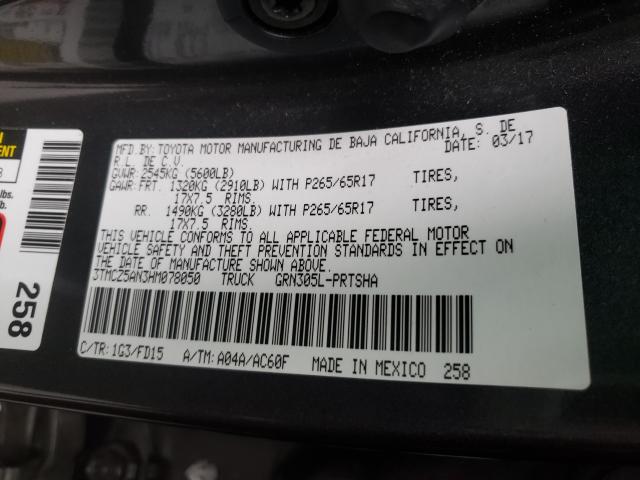 MFD.BY:TOYOTA MOTOR MANUFACTURING DE BAJA CALIFORNIA, S. DE
R.L. DE C.V. DATE: 03/17
GVWR:2545KG (5600LB)
GAWR:FRT. 1320KG (2910LB) WITH P265/65R17 TIRES,
17X7.5 RIMS.
RR. 1490KG (3280LB) WITH P265/65R17 TIRES,
17X7.5 RIMS.
THIS VEHICLE CONFORMS TO ALL APPLICABLE FEDERAL MOTOR
VEHICLE SAFETY AND THEFT PREVENTION STANDARDS IN EFFECT ON
THE DATE OF MANUFACTURE SHOWN ABOVE.
3TMCZ5AN3HM078050 TRUCK GRN305L-PRTSHA
C/TR:1G3/FD15 A/TM:A04A/AC60F MADE IN MEXICO 258
lbs.
258